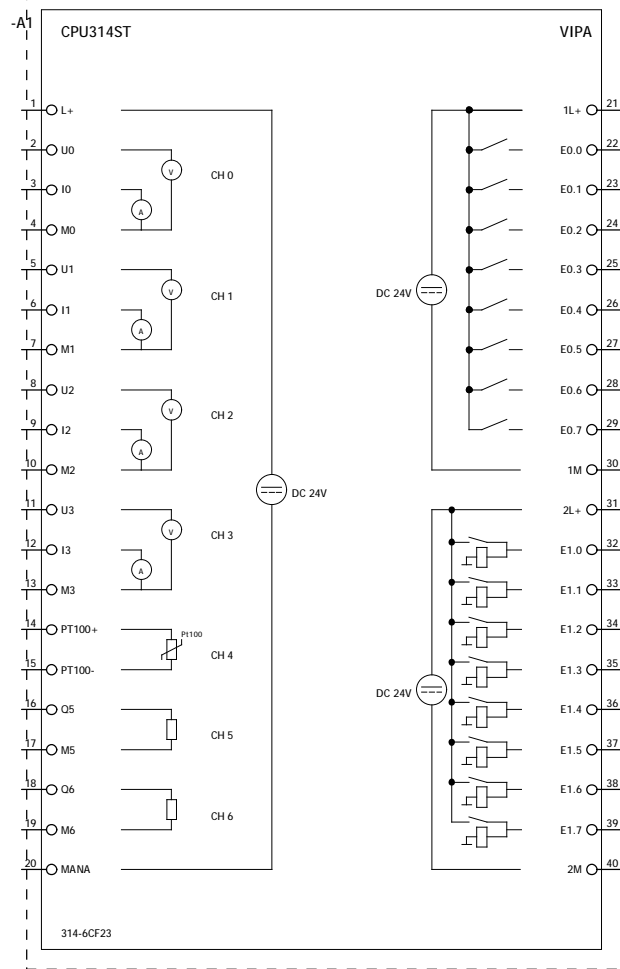 -A1
CPU314ST VIPA
1 L+ 1L+ 21
2 U0 E0.0 22
V
CH 0
3 I0 E0.1 23
A
4 M0 E0.2 24
5 U1 E0.3 25
V
DC 24V
CH 1
6 I1 E0.4 26
A
7 M1 E0.5 27
8 U2 E0.6 28
V
CH 2
9 I2 E0.7 29
A
10 M2 1M 30
DC 24V
11 U3 2L+ 31
V
CH 3
12 I3 E1.0 32
A
13 M3 E1.1 33
14 PT100+ E1.2 34
Pt100
CH 4
15 PT100- E1.3 35
DC 24V
16 Q5 E1.4 36
CH 5
17 M5 E1.5 37
18 Q6 E1.6 38
CH 6
19 M6 E1.7 39
20 MANA 2M 40
314-6CF23